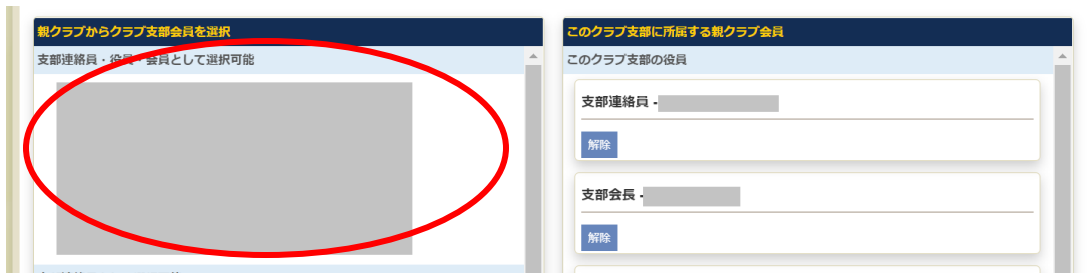 親クラブからクラブ支部会員を選択
支部連絡員・役員・会員として選択可能
このクラブ支部に所属する親クラブ会員
このクラブ支部の役員
支部連絡員 -
解除
支部会長 -
解除